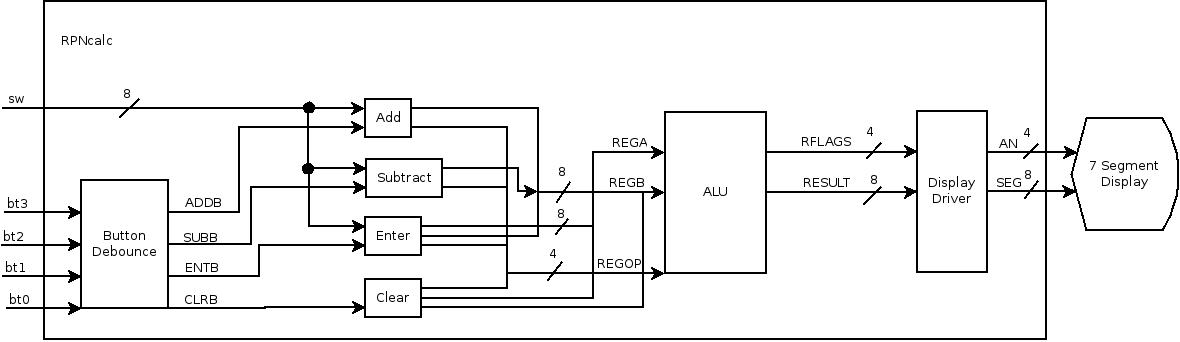 RPNcalc
sw
8
Add
Subtract
Enter
Clear
bt3
bt2
bt1
bt0
Button
Debounce
ADDB
SUBB
ENTB
CLRB
8
8
4
REGA
REGB
REGOP
ALU
RFLAGS
4
RESULT
8
Display
Driver
AN
4
SEG
8
7 Segment
Display